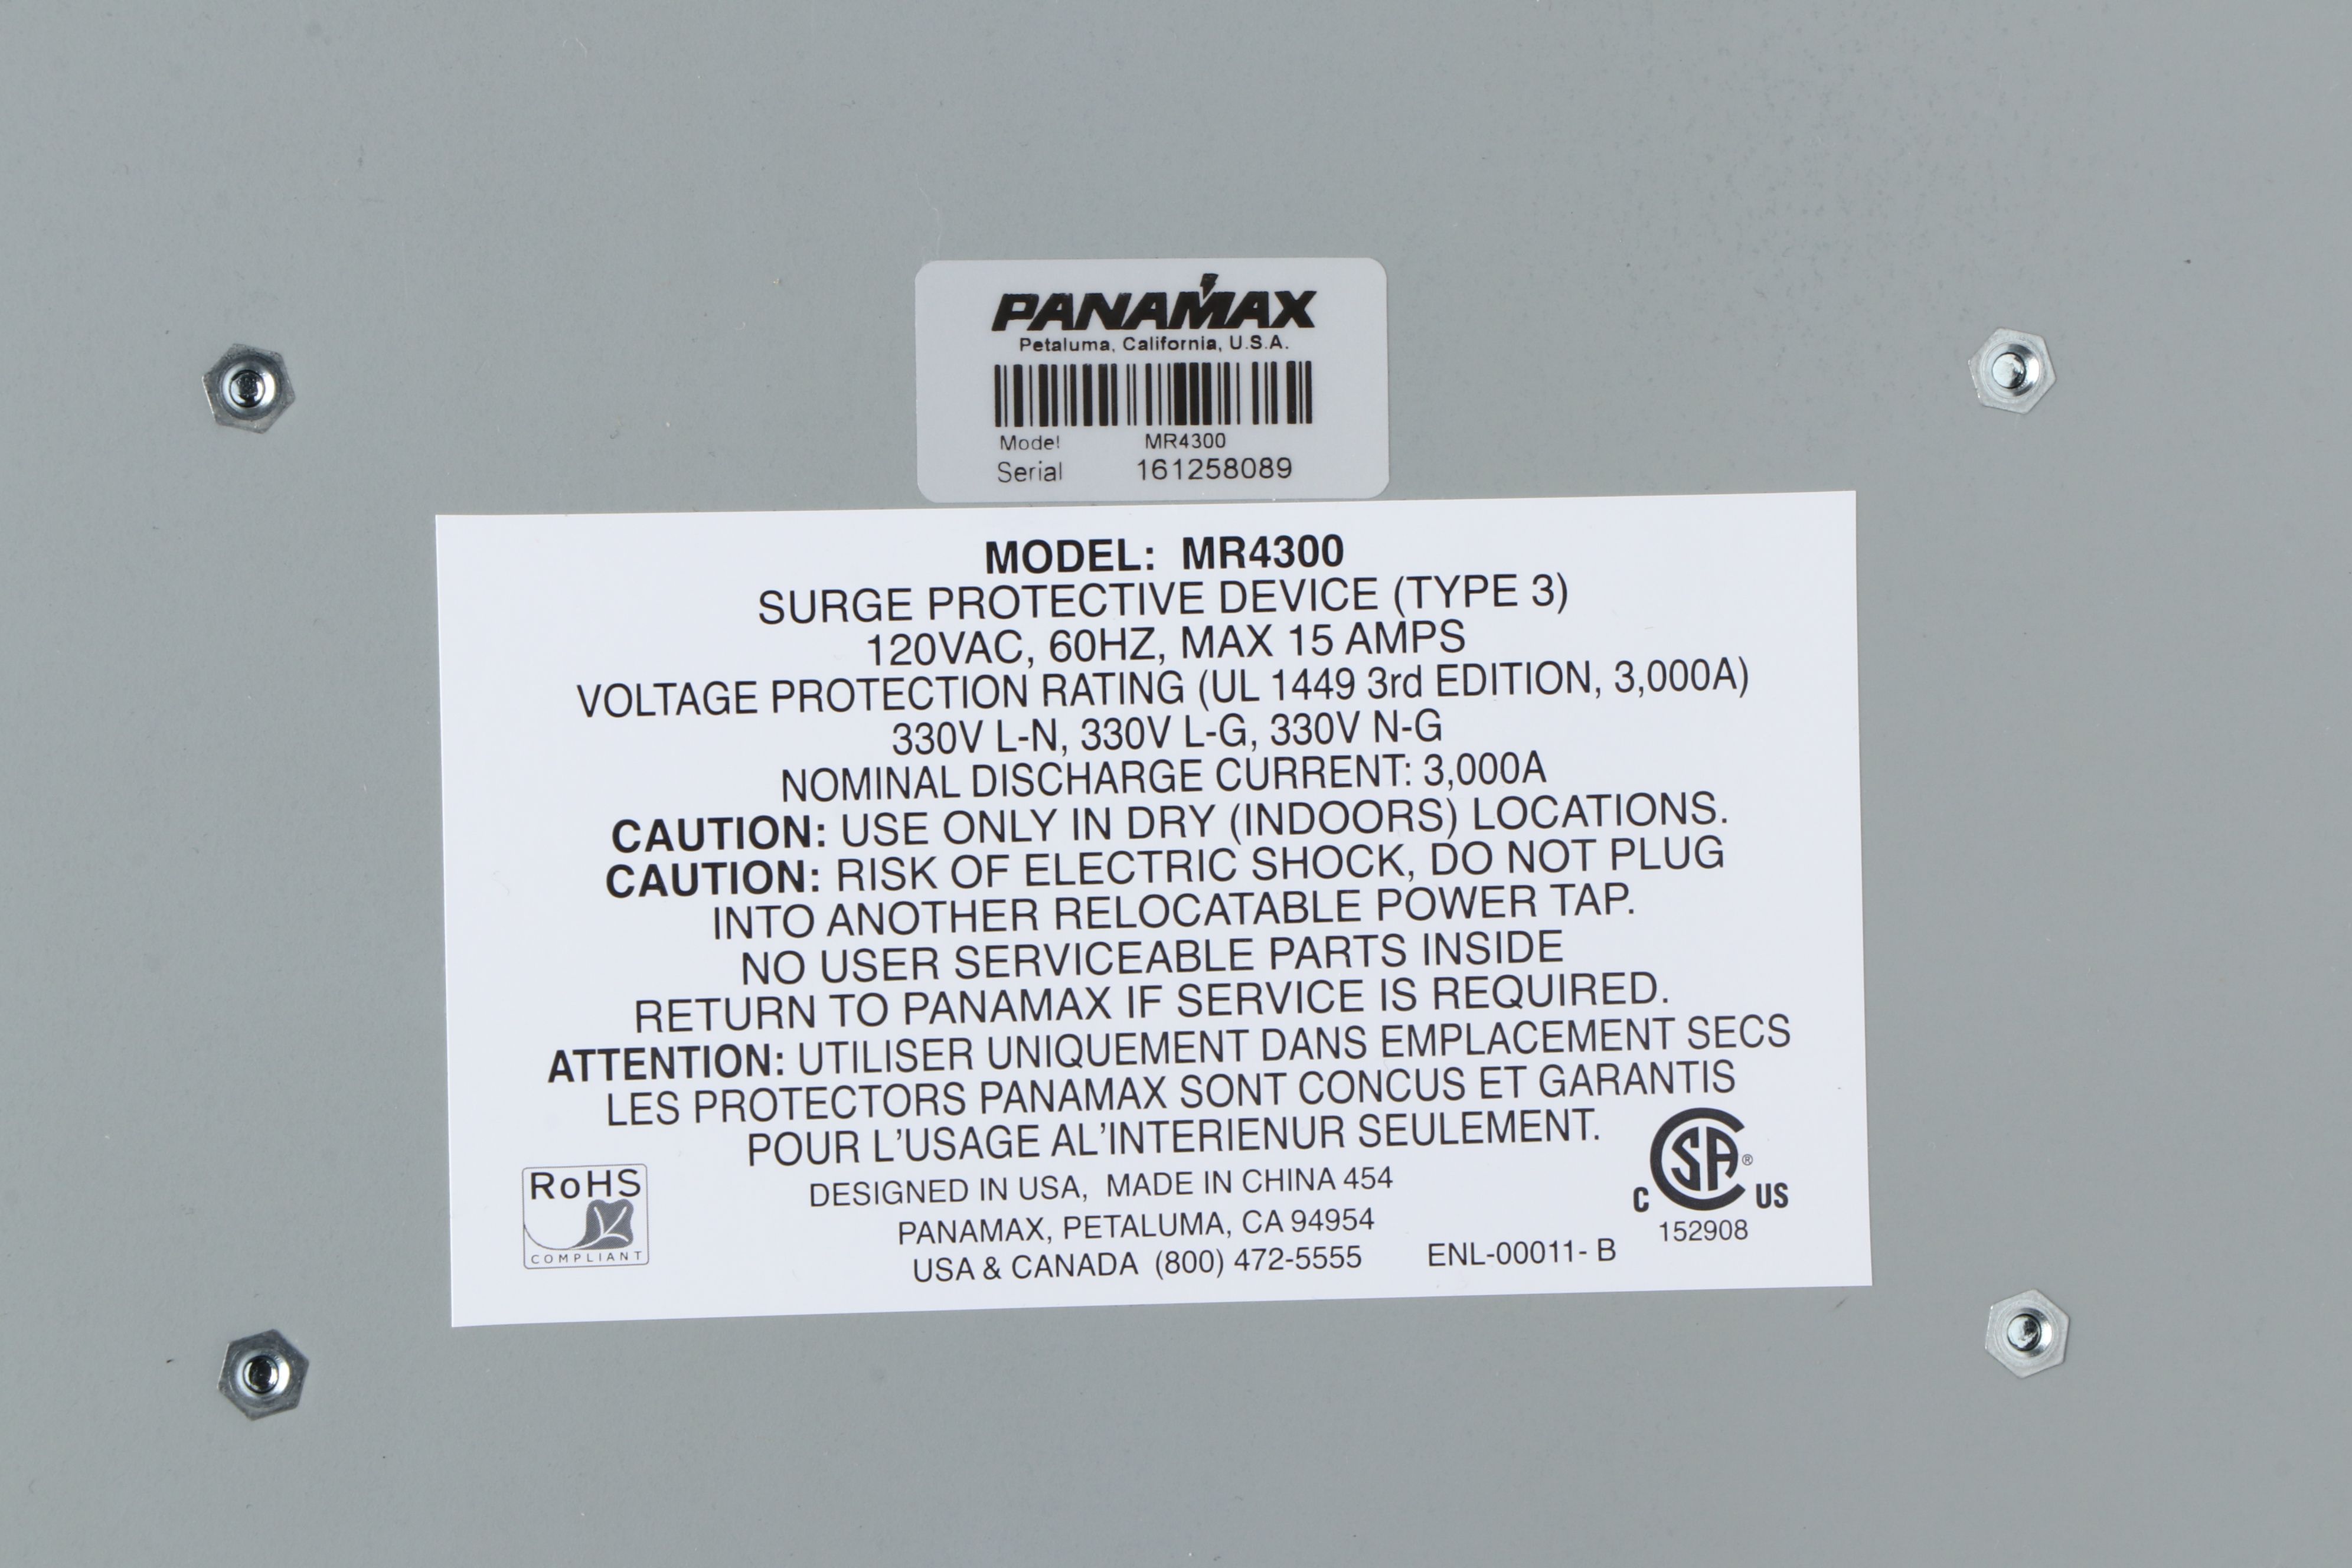 PANAMAX
Petaluma, California, U.S.A.
Model MR4300
Serial 161258089
MODEL: MR4300
SURGE PROTECTIVE DEVICE (TYPE 3)
120VAC, 60HZ, MAX 15 AMPS
VOLTAGE PROTECTION RATING (UL 1449 3rd EDITION, 3,000A)
330V L-N, 330V L-G, 330V N-G
NOMINAL DISCHARGE CURRENT: 3,000A
CAUTION: USE ONLY IN DRY (INDOORS) LOCATIONS.
CAUTION: RISK OF ELECTRIC SHOCK, DO NOT PLUG
INTO ANOTHER RELOCATABLE POWER TAP.
NO USER SERVICEABLE PARTS INSIDE
RETURN TO PANAMAX IF SERVICE IS REQUIRED.
ATTENTION: UTILISER UNIQUEMENT DANS EMPLACEMENT SECS
LES PROTECTORS PANAMAX SONT CONCUS ET GARANTIS
POUR L'USAGE AL'INTERIENUR SEULEMENT.
RoHS
COMPLIANT
DESIGNED IN USA, MADE IN CHINA 454
PANAMAX, PETALUMA, CA 94954
USA & CANADA (800) 472-5555
ENL-00011- B
C SA ® US
152908